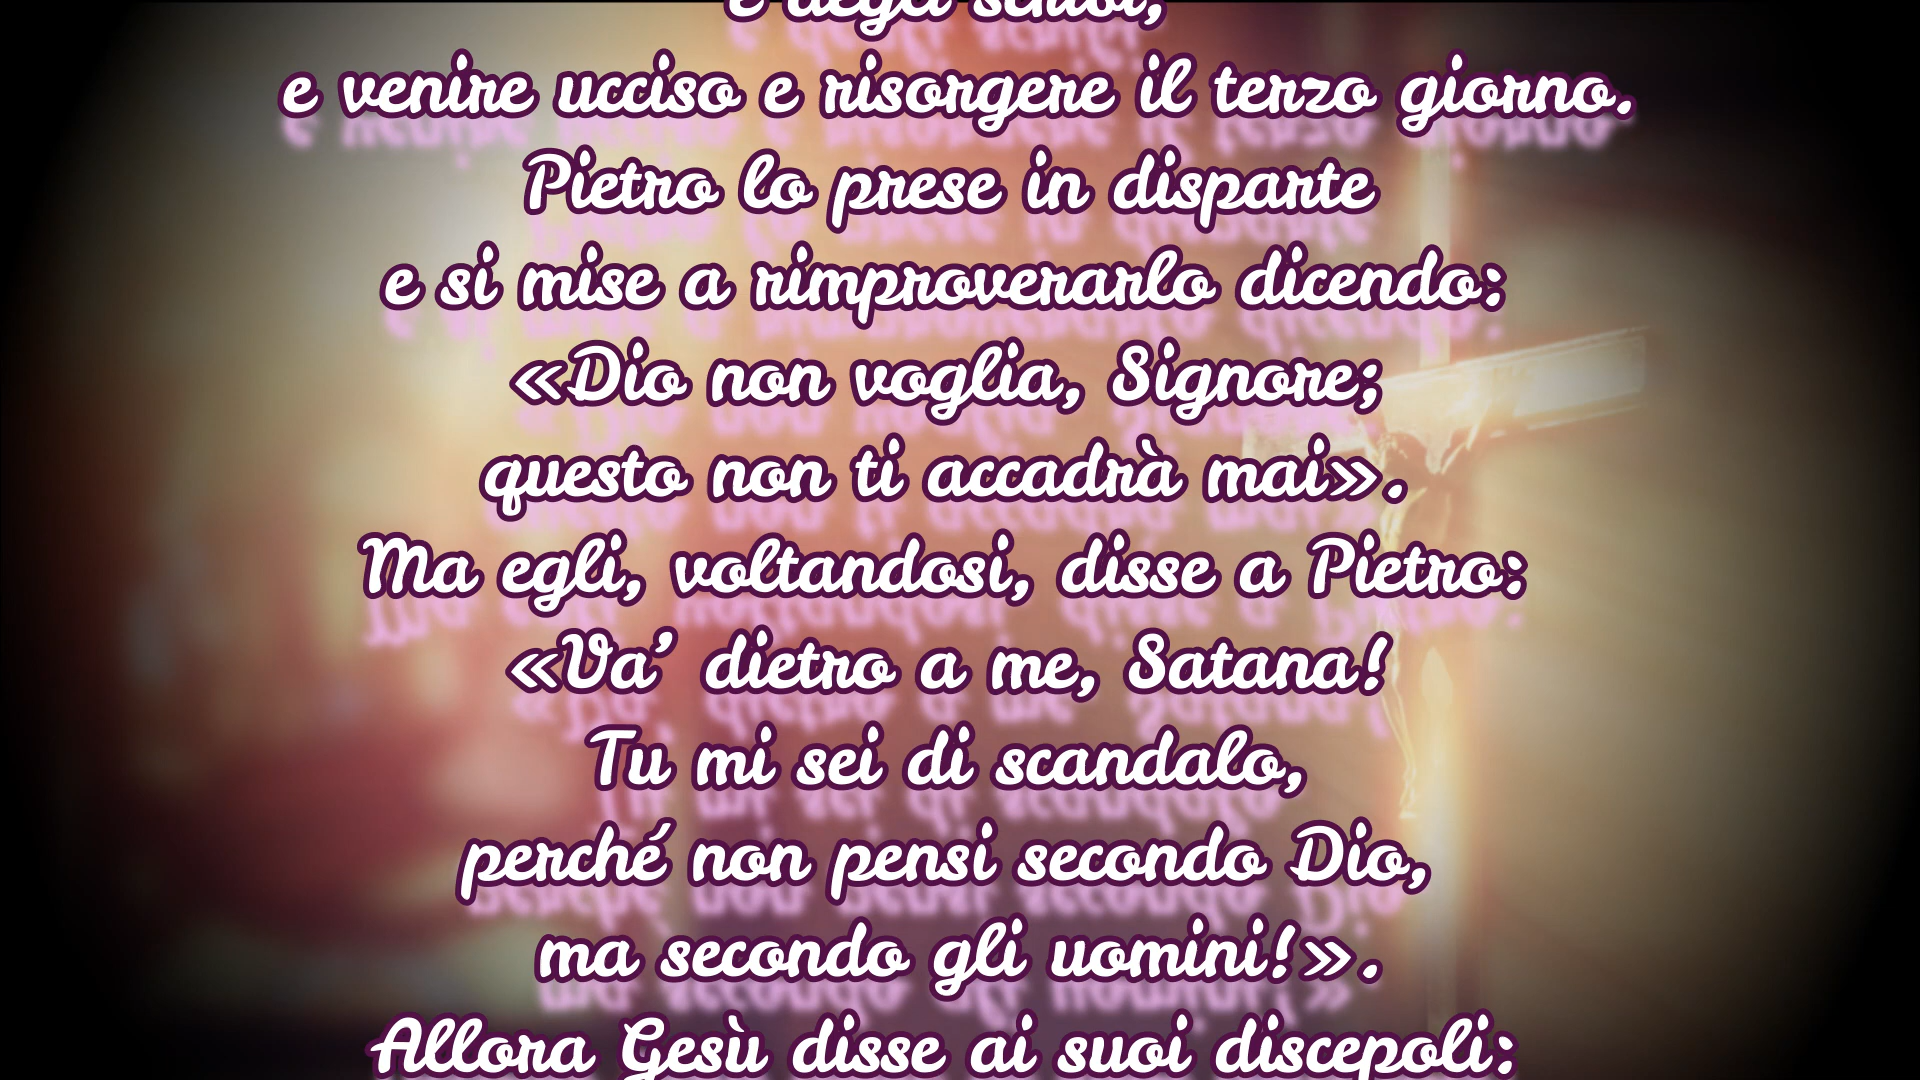 e degli scribi,
e venire ucciso e risorgere il terzo giorno.
Pietro lo prese in disparte
e si mise a rimproverarlo dicendo:
«Dio non voglia, Signore;
questo non ti accadrà mai».
Ma egli, voltandosi, disse a Pietro:
«Va’ dietro a me, Satana!
Tu mi sei di scandalo,
perché non pensi secondo Dio,
ma secondo gli uomini!».
Allora Gesù disse ai suoi discepoli: